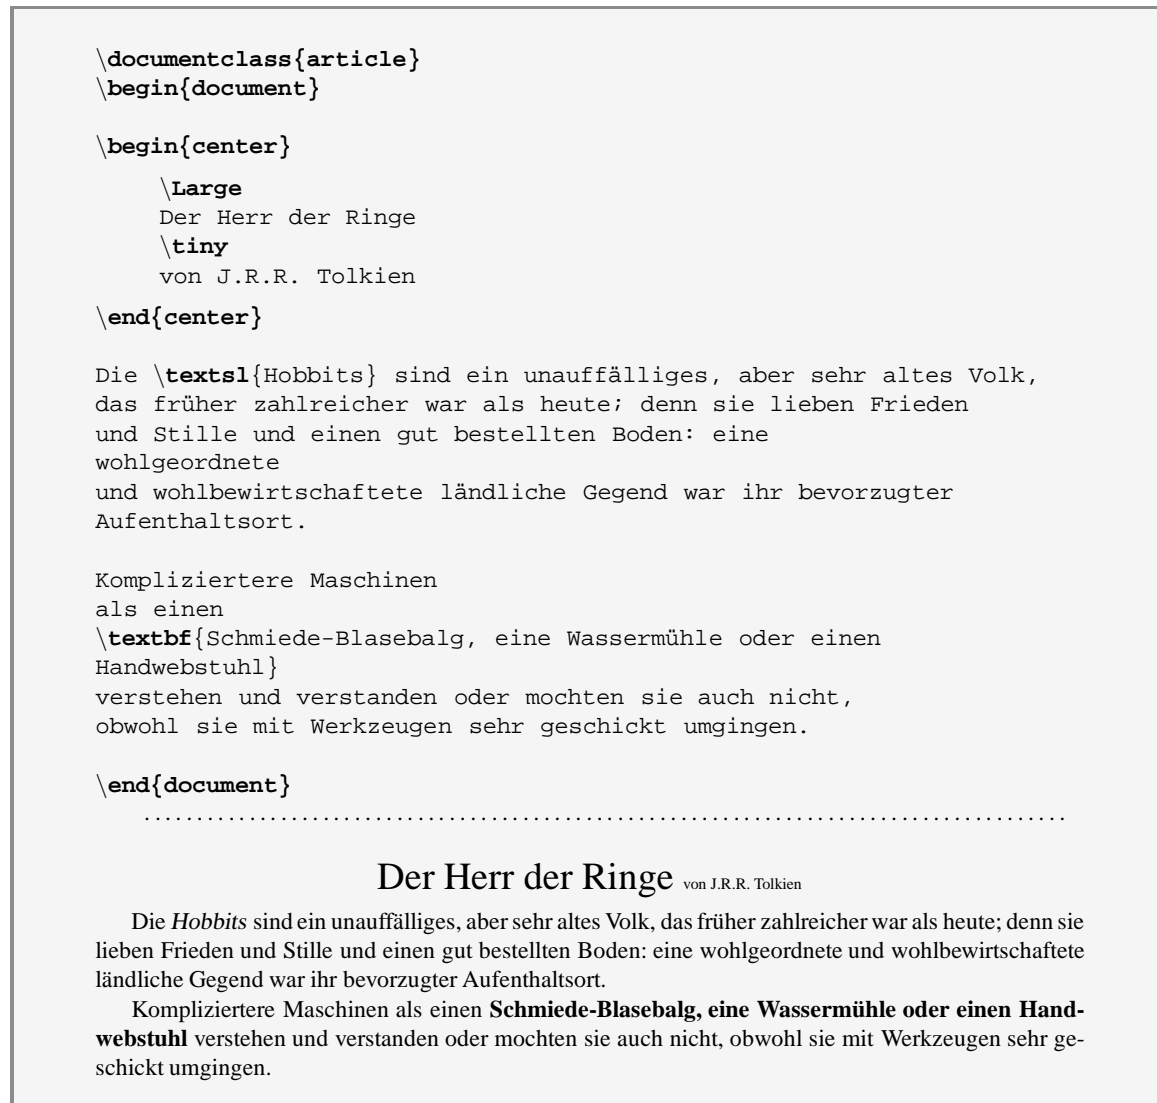 \documentclass{article}
\begin{document}
\begin{center}
\Large
Der Herr der Ringe
\tiny
von J.R.R. Tolkien
\end{center}
Die \textsl{Hobbits} sind ein unauffälliges, aber sehr altes Volk,
das früher zahlreicher war als heute; denn sie lieben Frieden
und Stille und einen gut bestellten Boden: eine
wohlgeordnete
und wohlbewirtschaftete ländliche Gegend war ihr bevorzugter
Aufenthaltsort.
Kompliziertere Maschinen
als einen
\textbf{Schmiede-Blasebalg, eine Wassermühle oder einen
Handwebstuhl}
verstehen und verstanden oder mochten sie auch nicht,
obwohl sie mit Werkzeugen sehr geschickt umgingen.
\end{document}
Der Herr der Ringe von J.R.R. Tolkien
Die Hobbits sind ein unauffälliges, aber sehr altes Volk, das früher zahlreicher war als heute; denn sie
lieben Frieden und Stille und einen gut bestellten Boden: eine wohlgeordnete und wohlbewirtschaftete
ländliche Gegend war ihr bevorzugter Aufenthaltsort.
Kompliziertere Maschinen als einen Schmiede-Blasebalg, eine Wassermühle oder einen Hand-
webstuhl verstehen und verstanden oder mochten sie auch nicht, obwohl sie mit Werkzeugen sehr ge-
schickt umgingen.